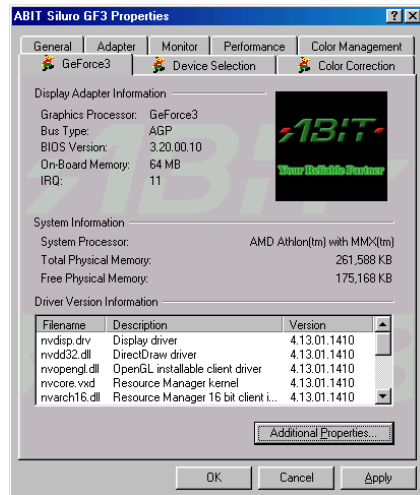 ABIT Siluro GF3 Properties
General Adapter Monitor Performance Color Management
GeForce3 Device Selection Color Correction
Display Adapter Information
Graphics Processor: GeForce3
Bus Type: AGP
BIOS Version: 3.20.00.10
On-Board Memory: 64 MB
IRQ: 11
ABIT
Your Reliable Partner
System Information
System Processor: AMD Athlon(tm) with MMX(tm)
Total Physical Memory: 261,588 KB
Free Physical Memory: 175,168 KB
Driver Version Information
Filename Description Version
nvdisp.drv Display driver 4.13.01.1410
nvdd32.dll DirectDraw driver 4.13.01.1410
nvopengl.dll OpenGL installable client driver 4.13.01.1410
nvcore.vxd Resource Manager kernel 4.13.01.1410
nvarch16.dll Resource Manager 16 bit client i... 4.13.01.1410
Additional Properties...
OK Cancel Apply